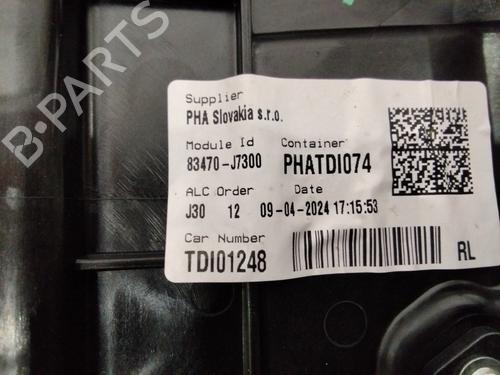 Supplier
PHA Slovakia s.r.o.
Module Id Container
83470-J7300 PHATDI074
ALC Order Date
J30 12 09-04-2024 17:15:53
Car Number
TDI01248 RL
B-PARTS